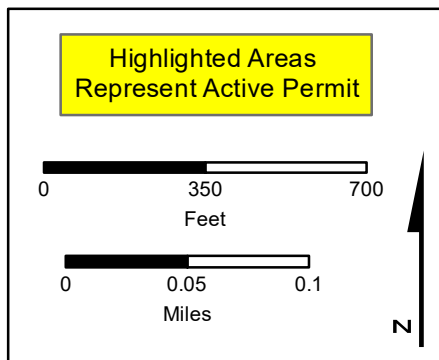 Highlighted Areas
Represent Active Permit
0 350 700
Feet
0 0.05 0.1
Miles
N